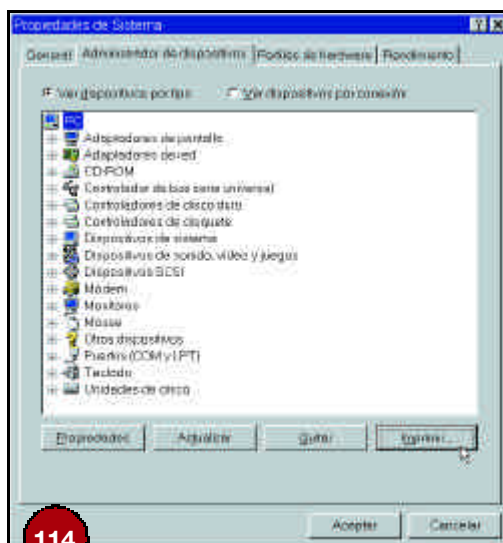 Propiedades de Sistema
General Administrador de dispositivos Perfiles de hardware Rendimiento
Ver dispositivos por tipo Ver dispositivos por conexión
PC
Adaptadores de pantalla
Adaptadores de red
CD-ROM
Controlador de bus serie universal
Controladores de disco duro
Controladores de disquete
Dispositivos de sistema
Dispositivos de sonido, vídeo y juegos
Dispositivos SCSI
Módem
Monitores
Mouse
Otros dispositivos
Puertos (COM y LPT)
Teclado
Unidades de disco
Propiedades Actualizar Quitar Imprimir...
Aceptar Cancelar
114